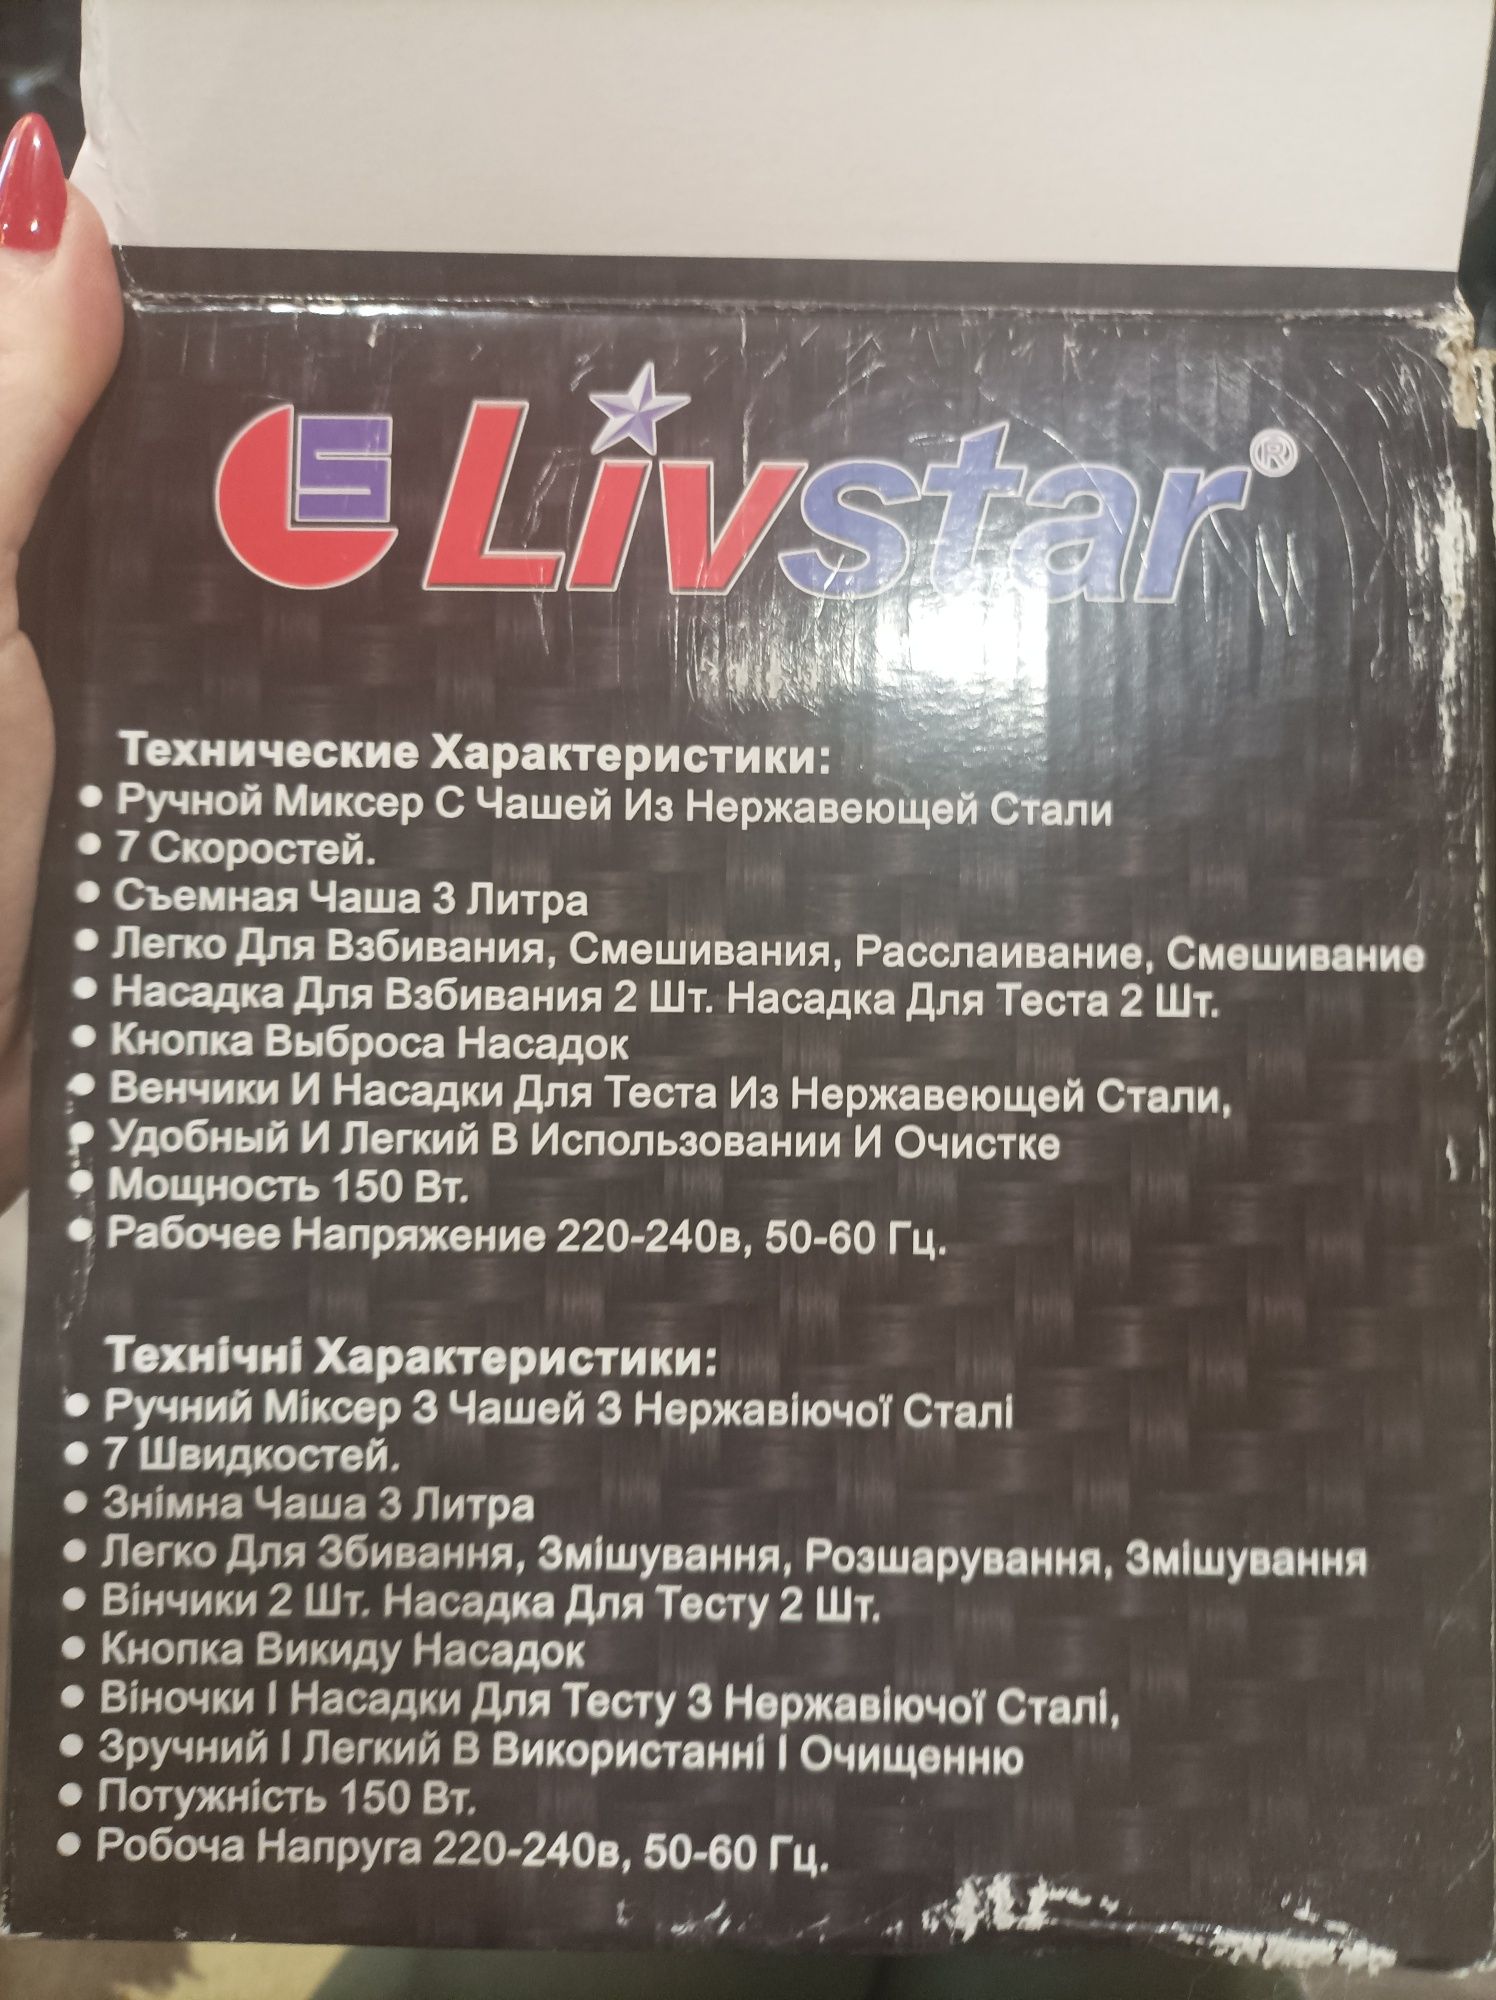 LS Livstar®
Технические Характеристики:
● Ручной Миксер С Чашей Из Нержавеющей Стали
● 7 Скоростей.
● Съемная Чаша 3 Литра
● Легко Для Взбивания, Смешивания, Расслаивание, Смешивание
● Насадка Для Взбивания 2 Шт. Насадка Для Теста 2 Шт.
● Кнопка Выброса Насадок
● Венчики И Насадки Для Теста Из Нержавеющей Стали,
● Удобный И Легкий В Использовании И Очистке
● Мощность 150 Вт.
● Рабочее Напряжение 220-240в, 50-60 Гц.
Технічні Характеристики:
● Ручний Міксер З Чашей З Нержавіючої Сталі
● 7 Швидкостей.
● Знімна Чаша 3 Литра
● Легко Для Збивання, Змішування, Розшарування, Змішування
● Вінчики 2 Шт. Насадка Для Тесту 2 Шт.
● Кнопка Викиду Насадок
● Віночки І Насадки Для Тесту З Нержавіючої Сталі,
● Зручний І Легкий В Використанні І Очищенню
● Потужність 150 Вт.
● Робоча Напруга 220-240в, 50-60 Гц.